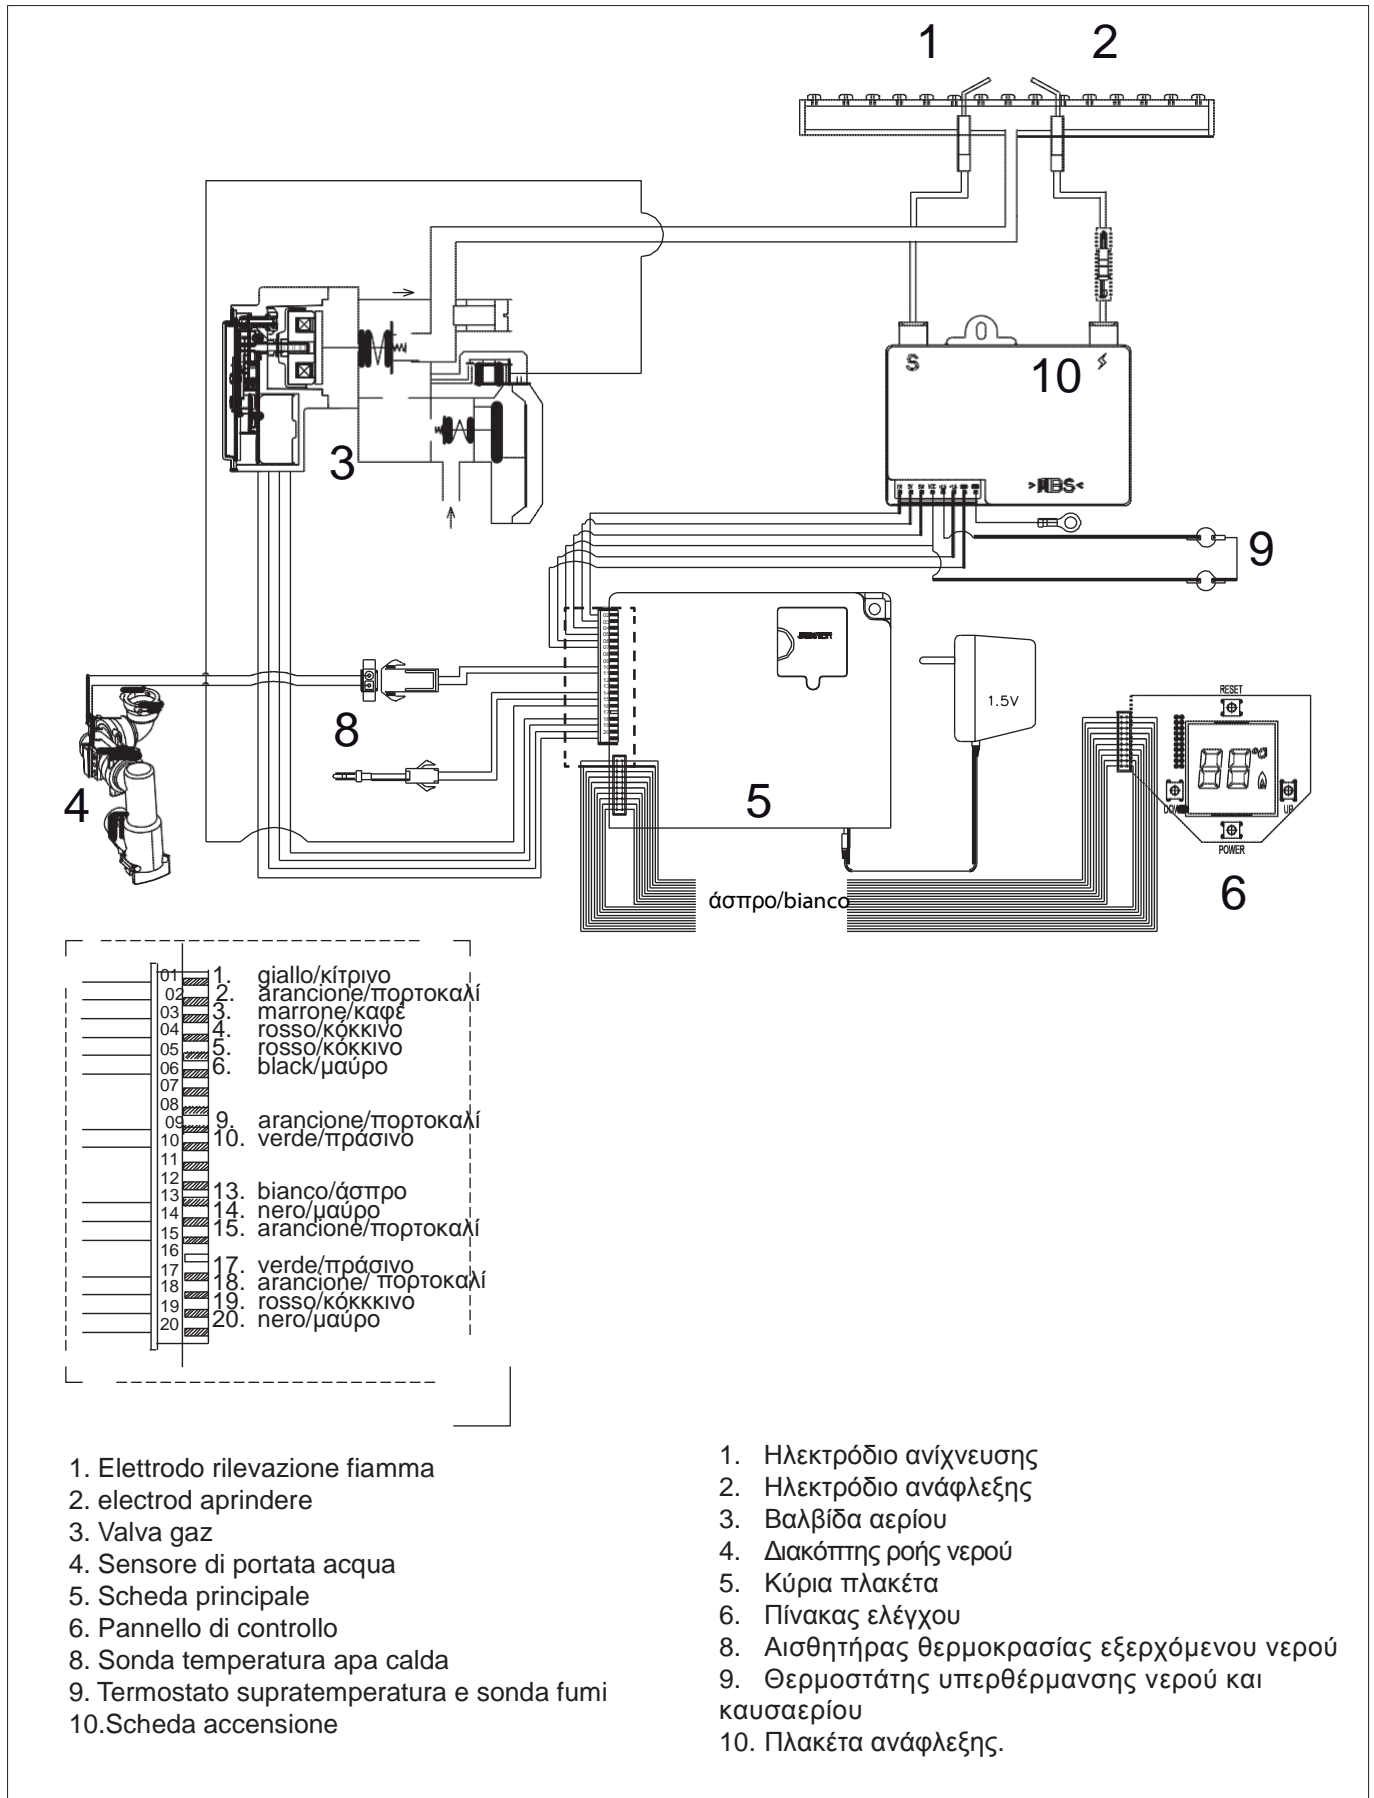 1
2
3
S
10
>MBS<
9
8
1.5V
RESET
4
5
UP
POWER
6
άσπρο/bianco
01 1. giallo/κίτρινο
02 2. arancione/πορτοκαλί
03 3. marrone/καφέ
04 4. rosso/κόκκινο
05 5. rosso/κόκκινο
06 6. black/μαύρο
07
08
09 9. arancione/πορτοκαλί
10 10. verde/πράσινο
11
12
13 13. bianco/άσπρο
14 14. nero/μαύρο
15 15. arancione/πορτοκαλί
16
17 17. verde/πράσινο
18 18. arancione/ πορτοκαλί
19 19. rosso/κόκκκινο
20 20. nero/μαύρο
1. Elettrodo rilevazione fiamma
2. electrod aprindere
3. Valva gaz
4. Sensore di portata acqua
5. Scheda principale
6. Pannello di controllo
8. Sonda temperatura apa calda
9. Termostato supratemperatura e sonda fumi
10.Scheda accensione
1. Ηλεκτρόδιο ανίχνευσης
2. Ηλεκτρόδιο ανάφλεξης
3. Βαλβίδα αερίου
4. Διακόπτης ροής νερού
5. Κύρια πλακέτα
6. Πίνακας ελέγχου
8. Αισθητήρας θερμοκρασίας εξερχόμενου νερού
9. Θερμοστάτης υπερθέρμανσης νερού και
καυσαερίου
10. Πλακέτα ανάφλεξης.